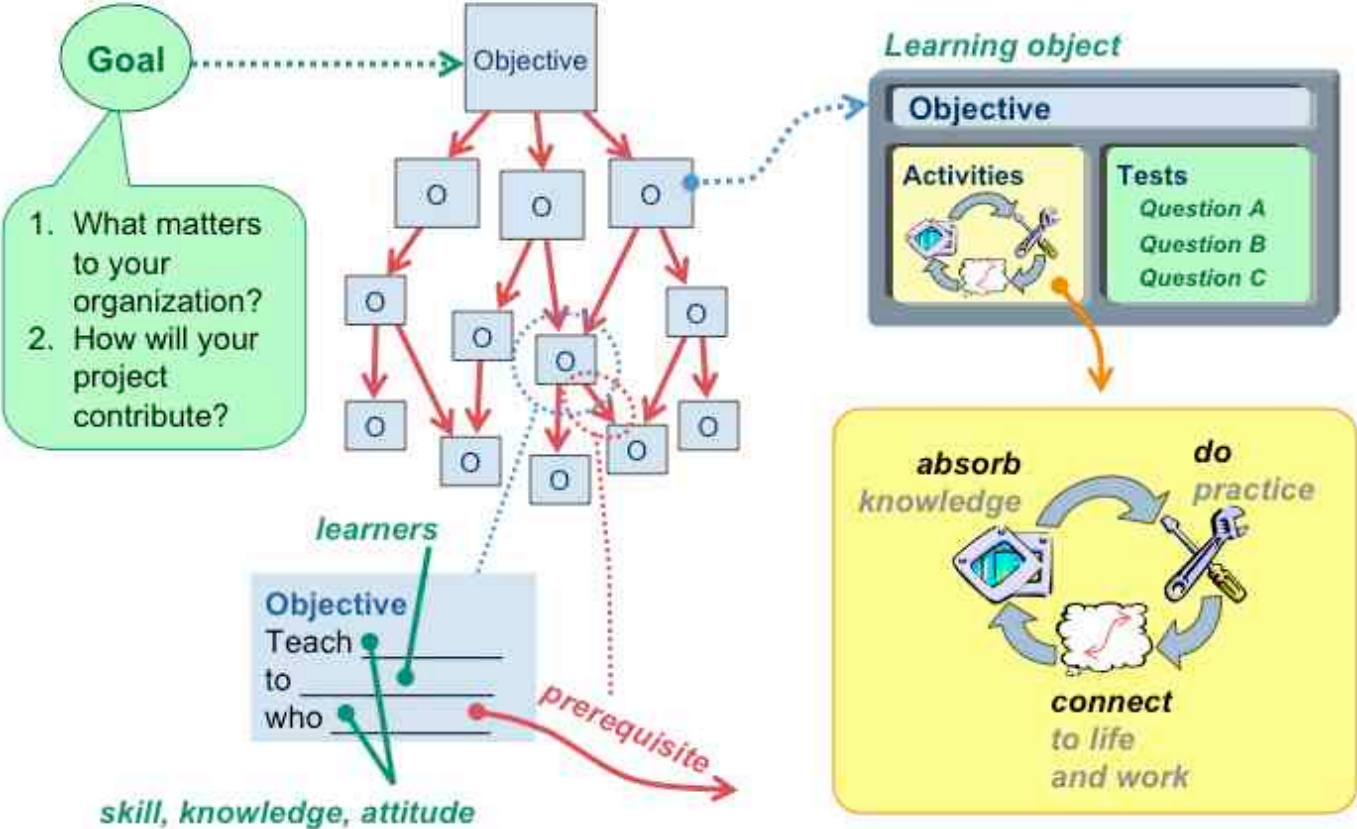 Goal
1. What matters
to your
organization?
2. How will your
project
contribute?
Objective
O
O
O
O
O
O
O
O
O
O
O
O
O
learners
Objective
Teach
to
who
prerequisite
skill, knowledge, attitude
Learning object
Objective
Activities
Tests
Question A
Question B
Question C
absorb
knowledge
do
practice
connect
to life
and work